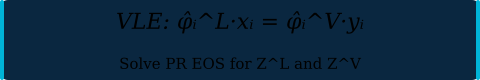 VLE: φ̂ᵢ^L·xᵢ = φ̂ᵢ^V·yᵢ
Solve PR EOS for Z^L and Z^V